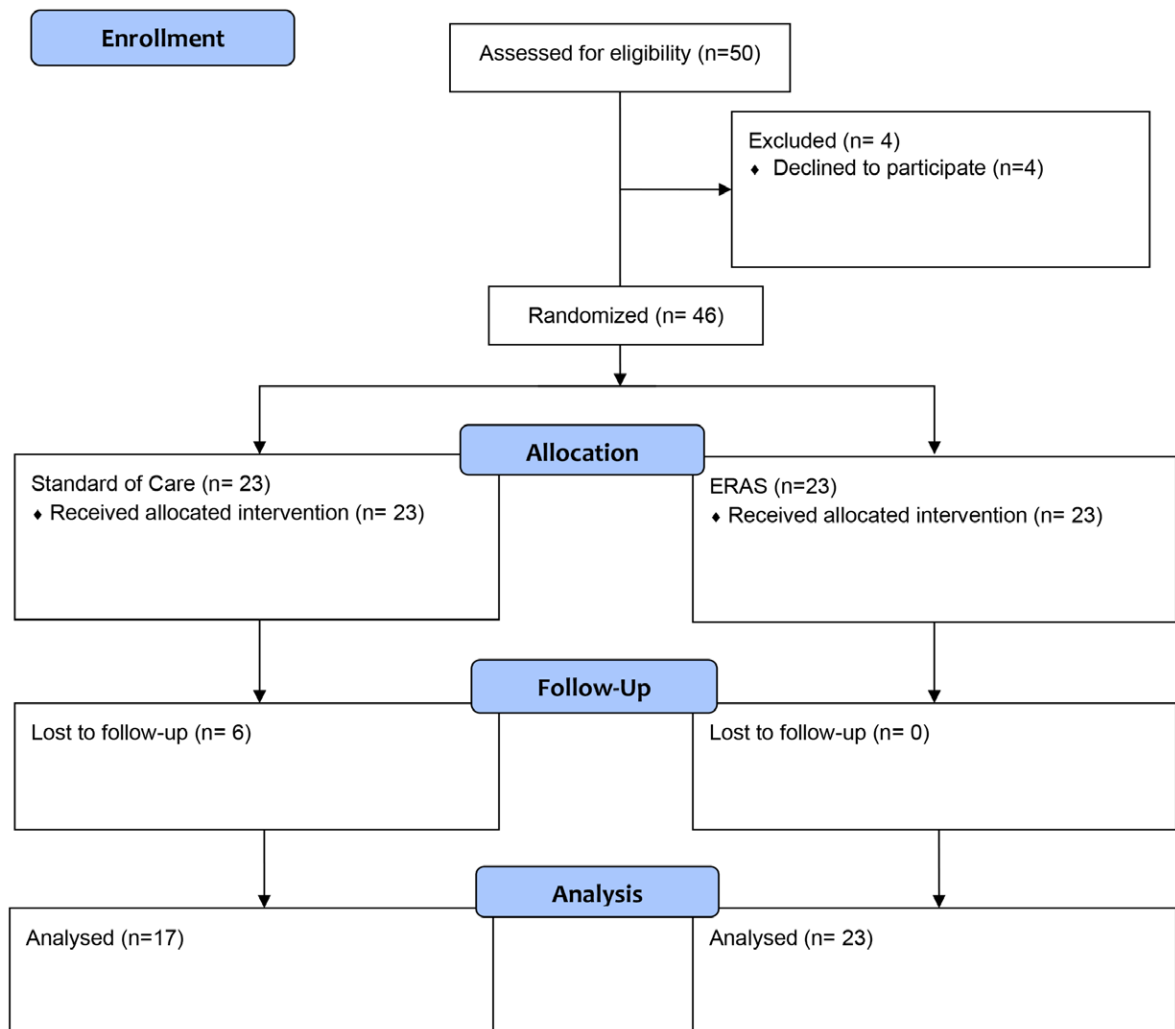 Enrollment
Assessed for eligibility (n=50)
Excluded (n= 4)
♦ Declined to participate (n=4)
Randomized (n= 46)
Allocation
Standard of Care (n= 23)
♦ Received allocated intervention (n= 23)
ERAS (n=23)
♦ Received allocated intervention (n= 23)
Follow-Up
Lost to follow-up (n= 6)
Lost to follow-up (n= 0)
Analysis
Analysed (n=17)
Analysed (n= 23)